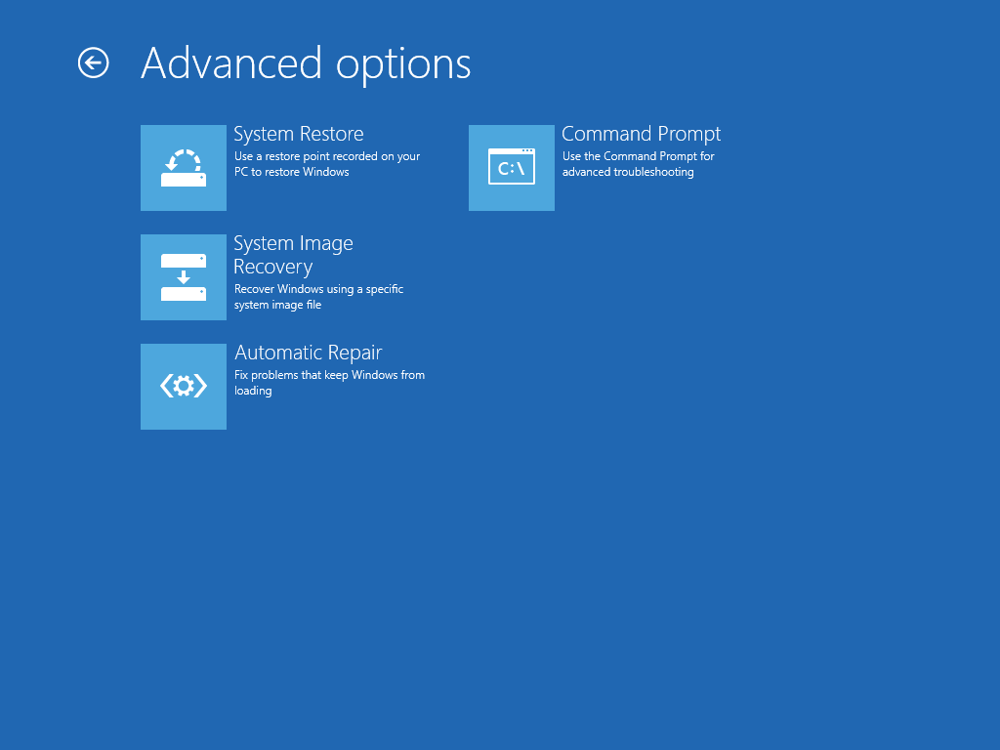 Advanced options
System Restore
Use a restore point recorded on your
PC to restore Windows
Command Prompt
Use the Command Prompt for
advanced troubleshooting
C:\
System Image
Recovery
Recover Windows using a specific
system image file
Automatic Repair
Fix problems that keep Windows from
loading